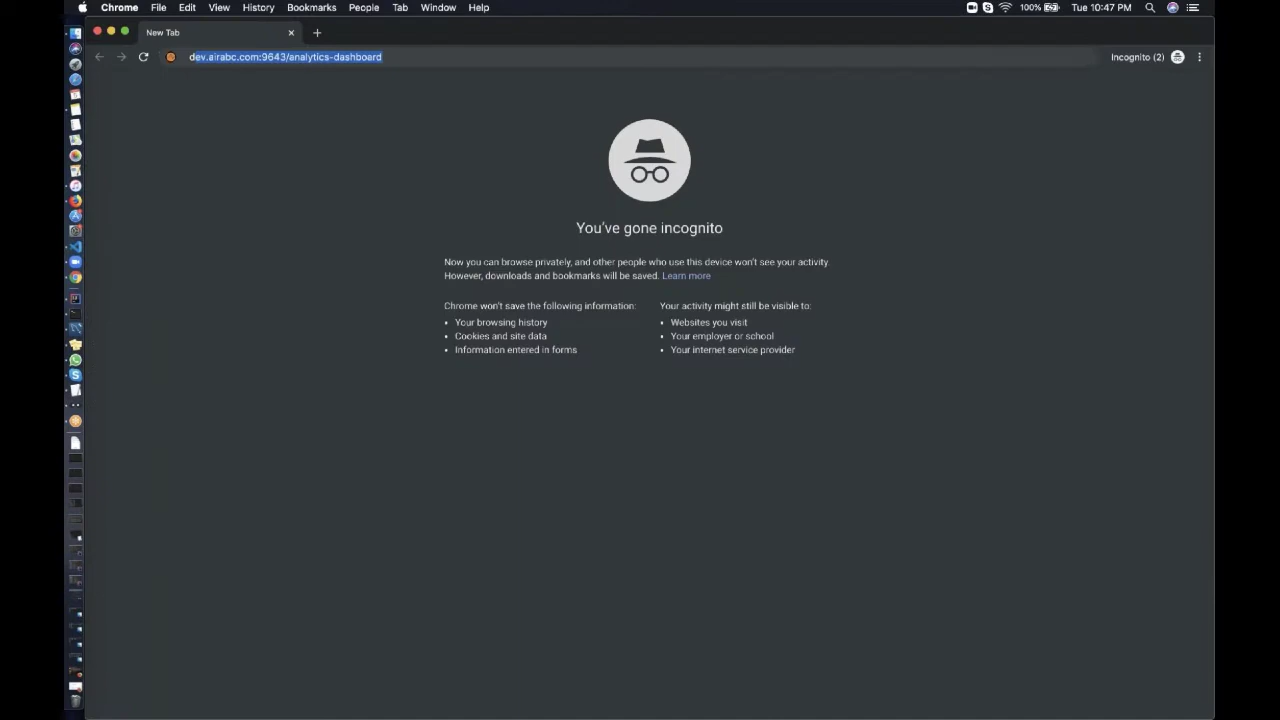 Chrome File Edit View History Bookmarks People Tab Window Help 100% Tue 10:47 PM
New Tab
dev.airabc.com:9643/analytics-dashboard Incognito (2)
You've gone incognito
Now you can browse privately, and other people who use this device won't see your activity.
However, downloads and bookmarks will be saved. Learn more
Chrome won't save the following information:
• Your browsing history
• Cookies and site data
• Information entered in forms
Your activity might still be visible to:
• Websites you visit
• Your employer or school
• Your internet service provider